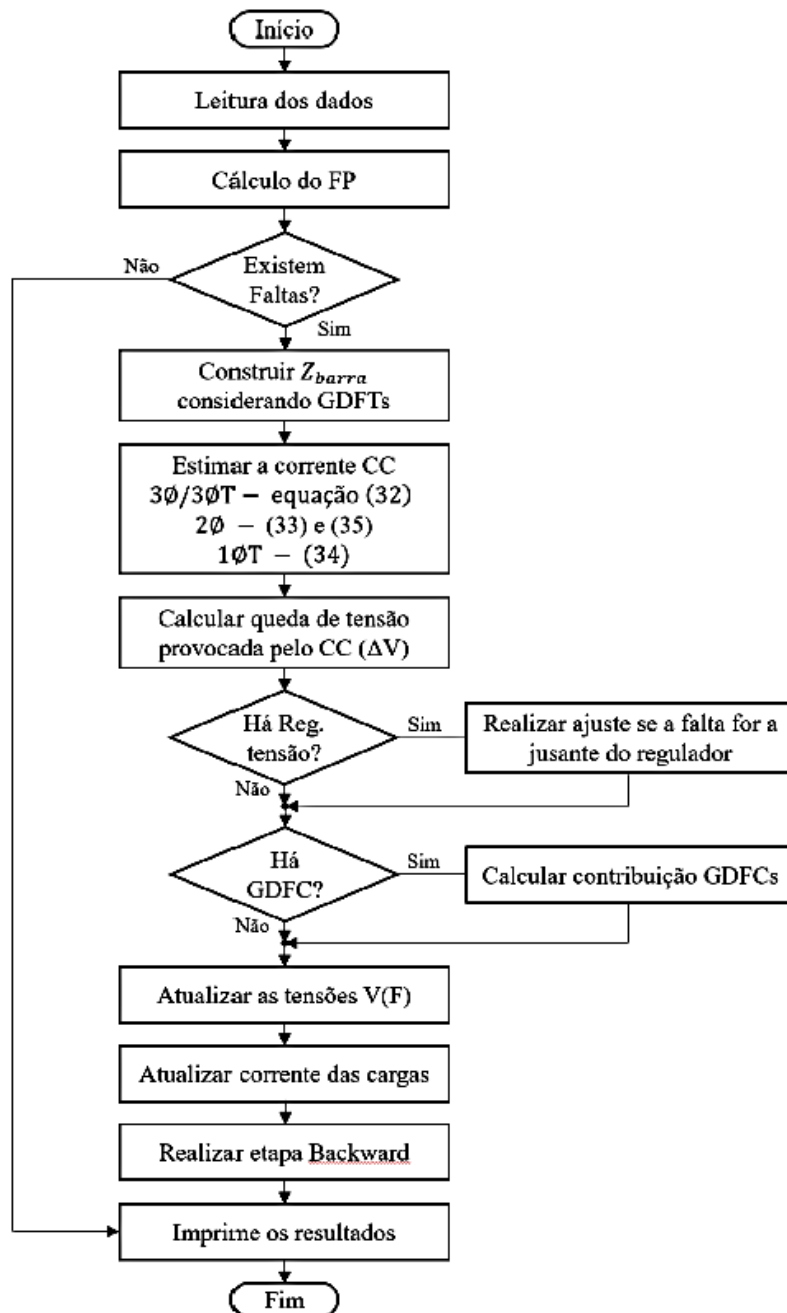 Início
Leitura dos dados
Cálculo do FP
Não
Existem
Faltas?
Sim
Construir Z_barra
considerando GDFTs
Estimar a corrente CC
3Ø/3ØT − equação (32)
2Ø − (33) e (35)
1ØT − (34)
Calcular queda de tensão
provocada pelo CC (ΔV)
Há Reg.
tensão?
Sim
Realizar ajuste se a falta for a
jusante do regulador
Não
Há
GDFC?
Sim
Calcular contribuição GDFCs
Não
Atualizar as tensões V(F)
Atualizar corrente das cargas
Realizar etapa Backward
Imprime os resultados
Fim